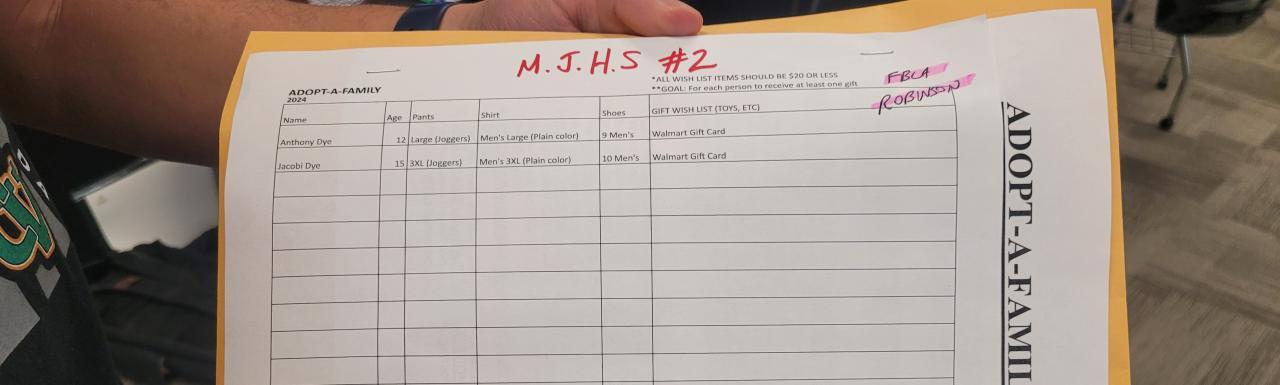 M.J.H.S #2
ADOPT-A-FAMILY
2024
*ALL WISH LIST ITEMS SHOULD BE $20 OR LESS
**GOAL: For each person to receive at least one gift
FBLA
ROBINSON
Name Age Pants Shirt Shoes GIFT WISH LIST (TOYS, ETC)
Anthony Dye 12 Large (Joggers) Men's Large (Plain color) 9 Men's Walmart Gift Card
Jacobi Dye 15 3XL (Joggers) Men's 3XL (Plain color) 10 Men's Walmart Gift Card
ADOPT-A-FAMIL